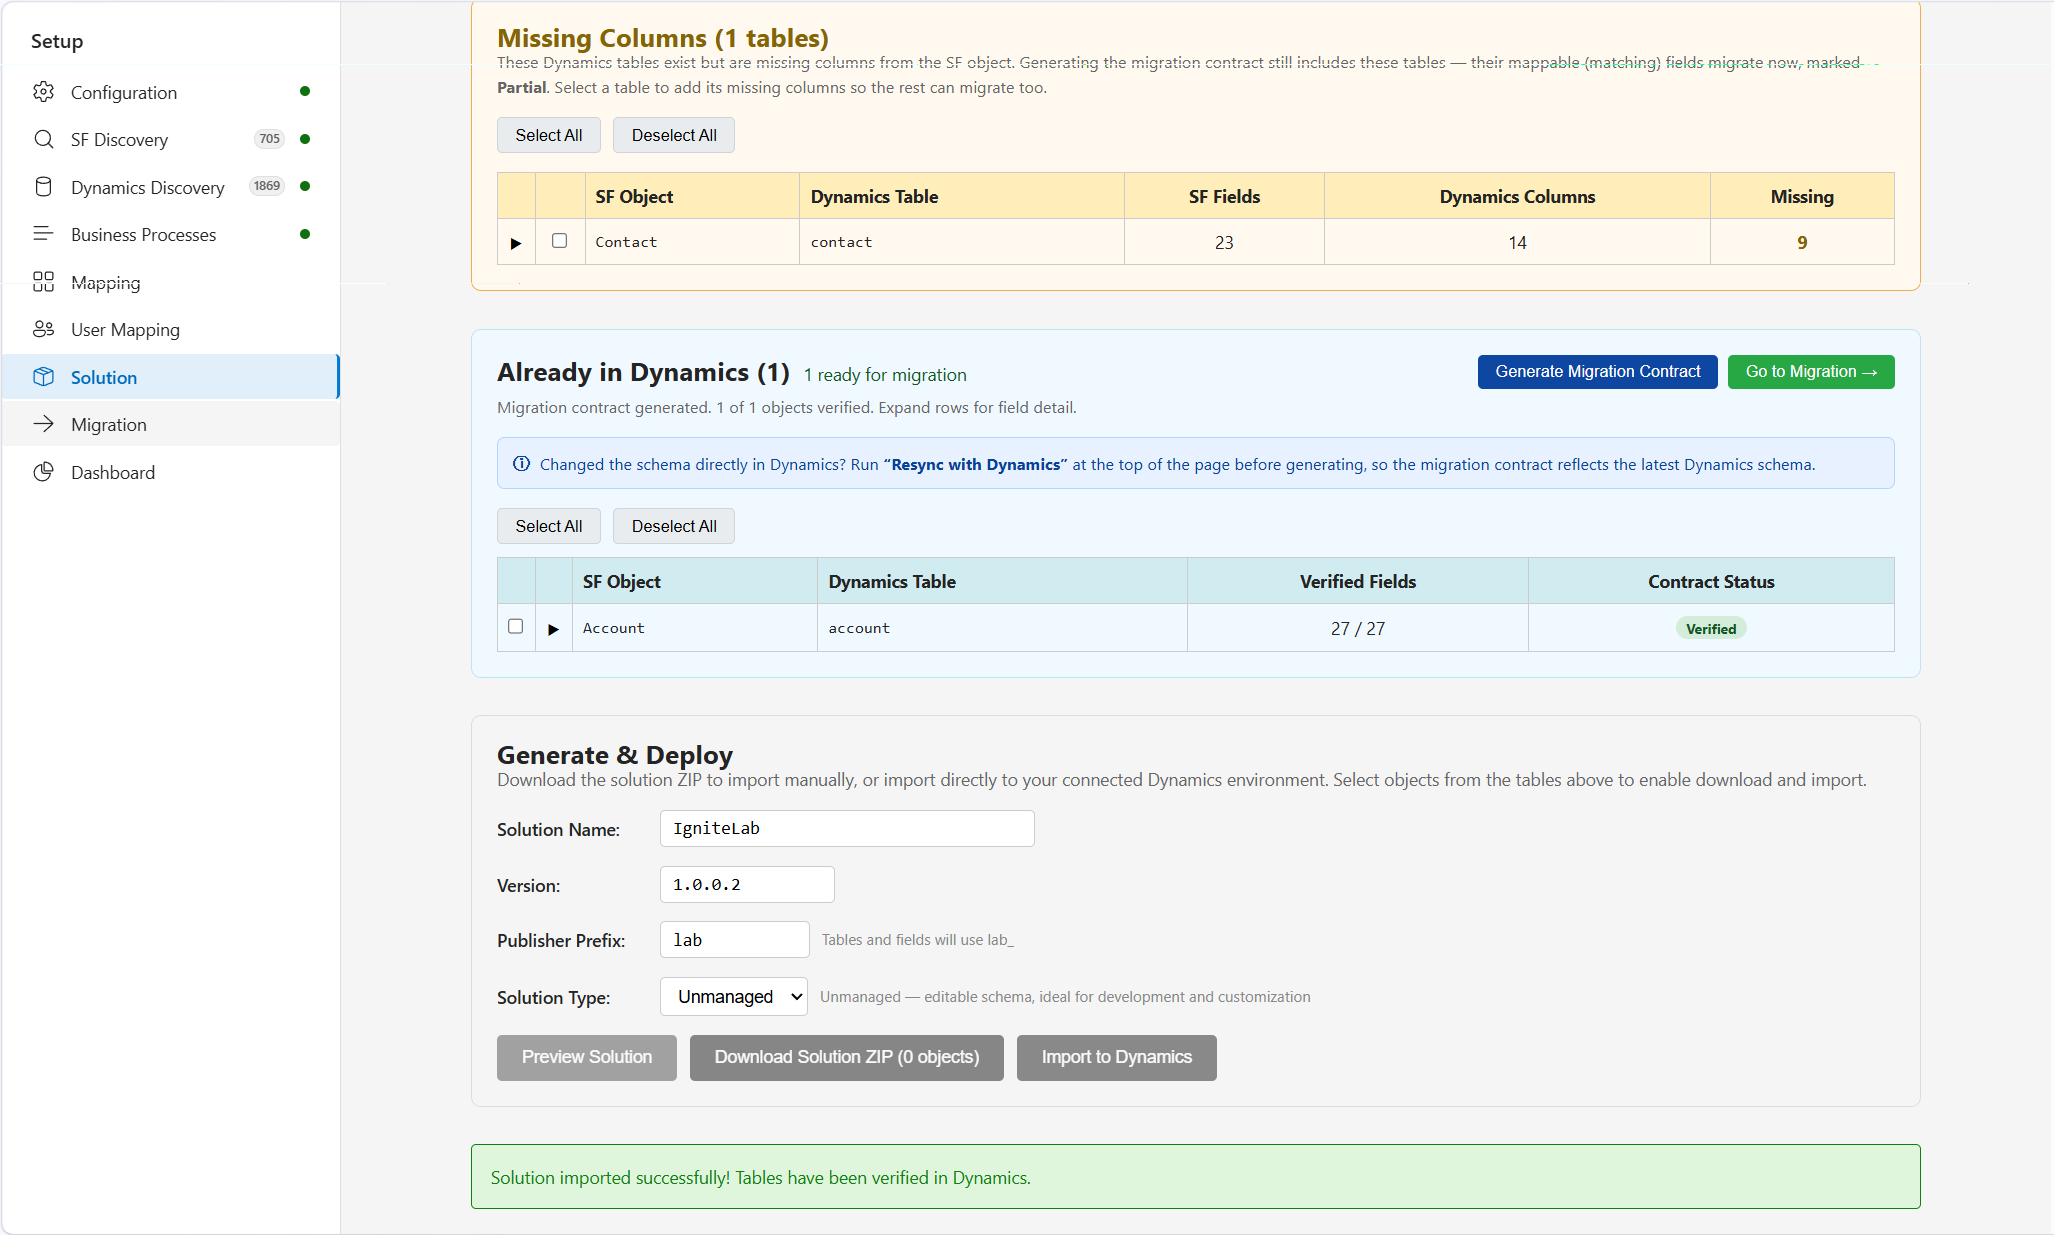 Setup
Configuration
SF Discovery 705
Dynamics Discovery 1869
Business Processes
Mapping
User Mapping
Solution
Migration
Dashboard
Missing Columns (1 tables)
These Dynamics tables exist but are missing columns from the SF object. Generating the migration contract still includes these tables — their mappable (matching) fields migrate now, marked
Partial. Select a table to add its missing columns so the rest can migrate too.
Select All Deselect All
SF Object Dynamics Table SF Fields Dynamics Columns Missing
Contact contact 23 14 9
Already in Dynamics (1) 1 ready for migration Generate Migration Contract Go to Migration →
Migration contract generated. 1 of 1 objects verified. Expand rows for field detail.
Changed the schema directly in Dynamics? Run “Resync with Dynamics” at the top of the page before generating, so the migration contract reflects the latest Dynamics schema.
Select All Deselect All
SF Object Dynamics Table Verified Fields Contract Status
Account account 27 / 27 Verified
Generate & Deploy
Download the solution ZIP to import manually, or import directly to your connected Dynamics environment. Select objects from the tables above to enable download and import.
Solution Name: IgniteLab
Version: 1.0.0.2
Publisher Prefix: lab Tables and fields will use lab_
Solution Type: Unmanaged Unmanaged — editable schema, ideal for development and customization
Preview Solution Download Solution ZIP (0 objects) Import to Dynamics
Solution imported successfully! Tables have been verified in Dynamics.